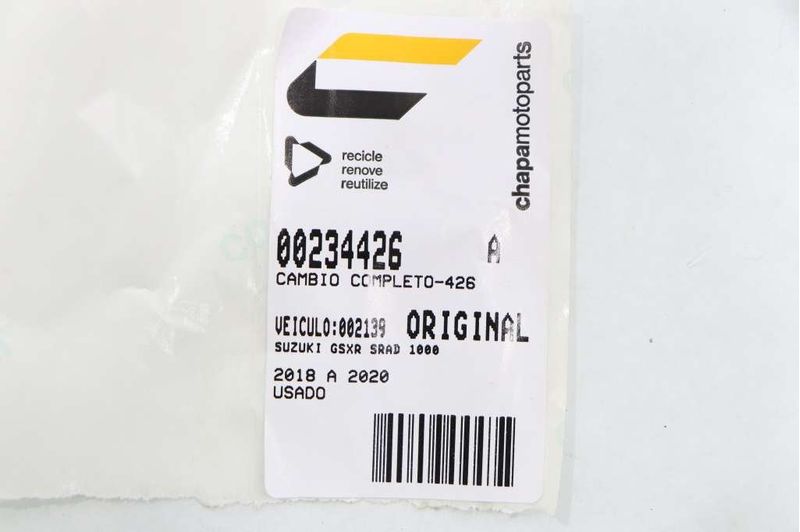 chapamotoparts
recicle
renove
reutilize
00234426 A
CAMBIO COMPLETO-426
VEICULO:002139 ORIGINAL
SUZUKI GSXR SRAD 1000
2018 A 2020
USADO